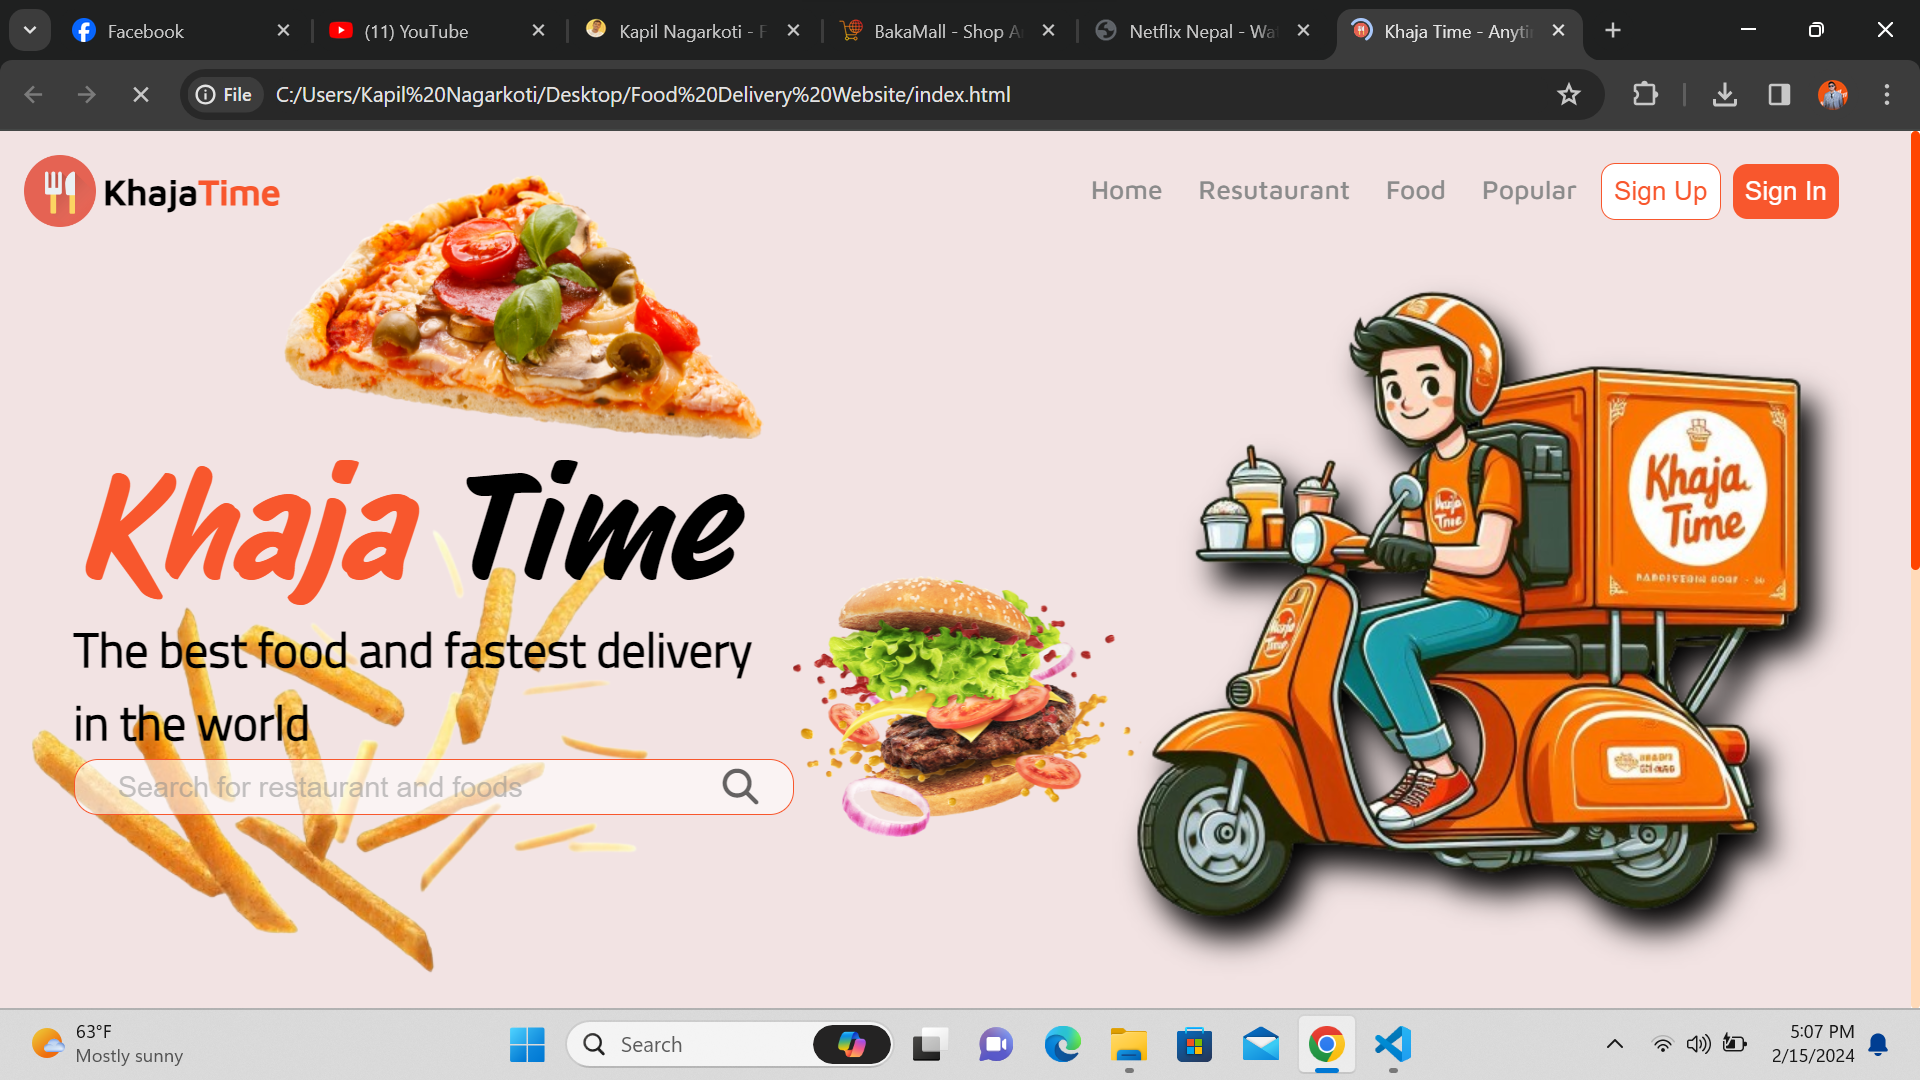 Facebook
(11) YouTube
Kapil Nagarkoti - F
BakaMall - Shop A
Netflix Nepal - Wa
Khaja Time - Anyti
File
C:/Users/Kapil%20Nagarkoti/Desktop/Food%20Delivery%20Website/index.html
KhajaTime
Home
Resutaurant
Food
Popular
Sign Up
Sign In
Khaja
Time
Khaja Time
The best food and fastest delivery
in the world
Search for restaurant and foods
63°F
Mostly sunny
Search
5:07 PM
2/15/2024